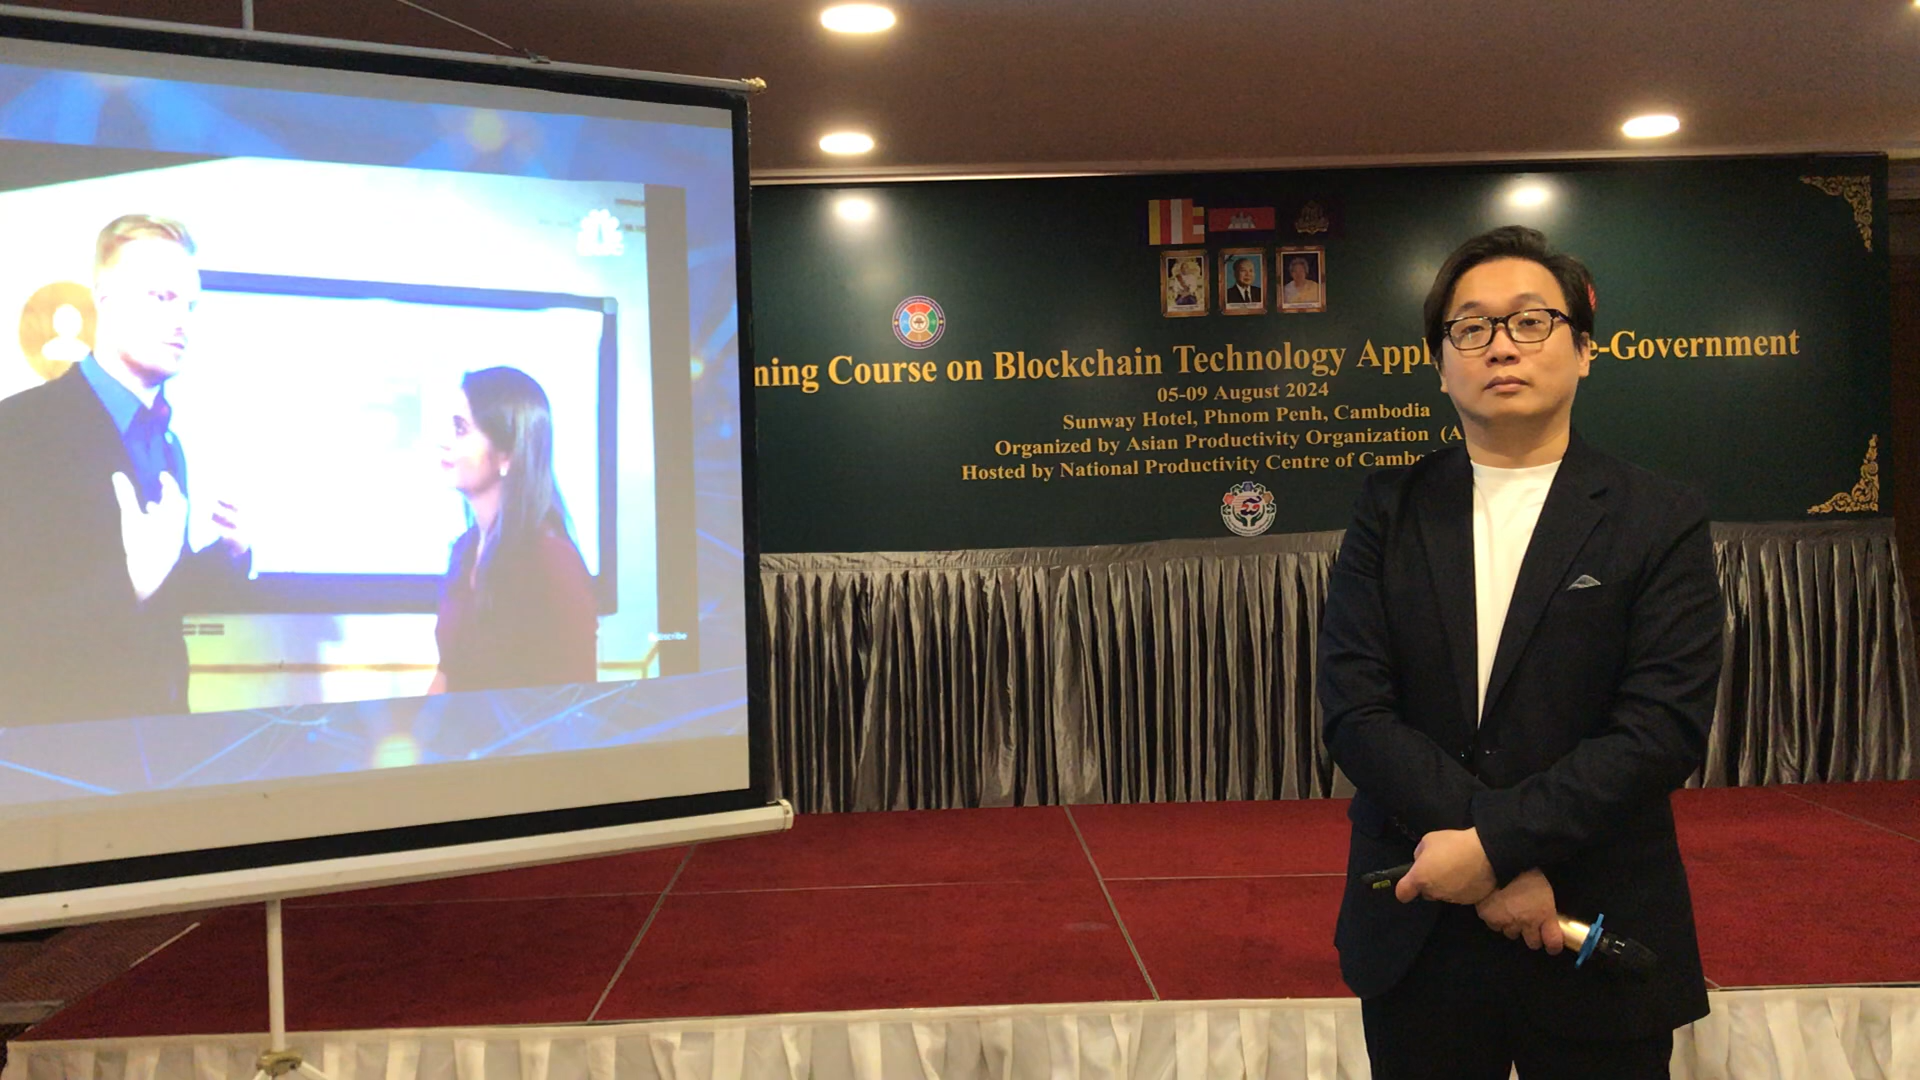 ning Course on Blockchain Technology Appl e-Government
05-09 August 2024
Sunway Hotel, Phnom Penh, Cambodia
Organized by Asian Productivity Organization (A
Hosted by National Productivity Centre of Cambo